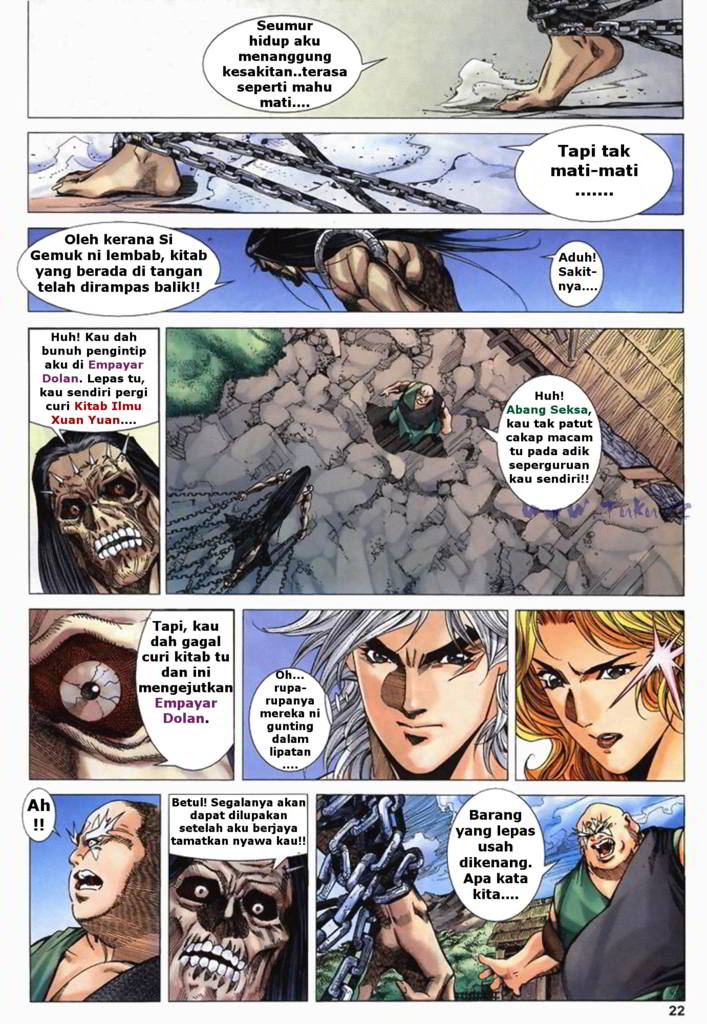 Seumur
hidup aku
menanggung
kesakitan..terasa
seperti mahu
mati....
Tapi tak
mati-mati
.......
Oleh kerana Si
Gemuk ni lembab, kitab
yang berada di tangan
telah dirampas balik!!
Aduh!
Sakit-
nya....
Huh! Kau dah
bunuh pengintip
aku di Empayar
Dolan. Lepas tu,
kau sendiri pergi
curi Kitab Ilmu
Xuan Yuan....
Huh!
Abang Seksa,
kau tak patut
cakap macam
tu pada adik
seperguruan
kau sendiri!!
Tapi, kau
dah gagal
curi kitab tu
dan ini
mengejutkan
Empayar
Dolan.
Oh...
rupa-
rupanya
mereka ni
gunting
dalam
lipatan
....
Ah
!!
Betul! Segalanya akan
dapat dilupakan
setelah aku berjaya
tamatkan nyawa kau!!
Barang
yang lepas
usah
dikenang.
Apa kata
kita....
22